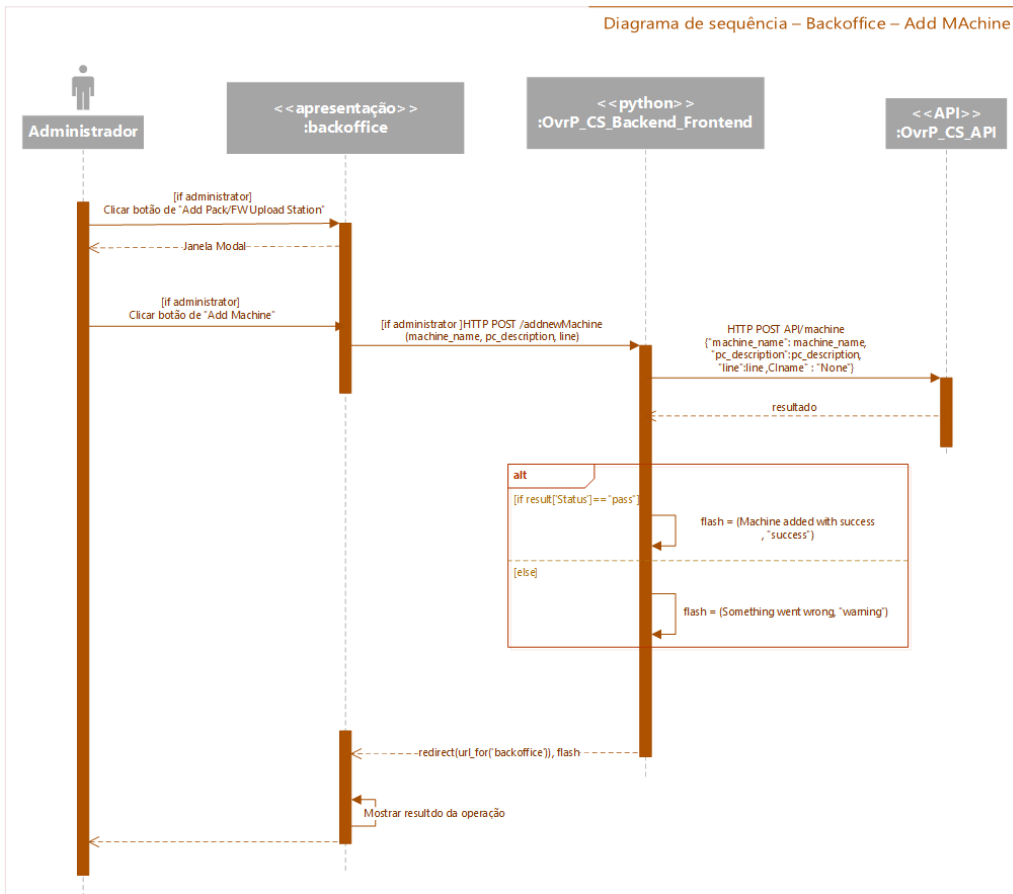 Diagrama de sequência – Backoffice – Add MAchine
Administrador
<<apresentação>>
:backoffice
<<python>>
:OvrP_CS_Backend_Frontend
<<API>>
:OvrP_CS_API
[if administrator]
Clicar botão de "Add Pack/FW Upload Station"
Janela Modal
[if administrator]
Clicar botão de "Add Machine"
[if administrator ]HTTP POST /addnewMachine
(machine_name, pc_description, line)
HTTP POST API/machine
{"machine_name": machine_name,
"pc_description":pc_description,
"line":line,CIname" : "None"}
resultado
alt
[if result['Status']=="pass"]
flash = (Machine added with success
, "success")
[else]
flash = (Something went wrong, "warning")
redirect(url_for('backoffice')), flash
Mostrar resultdo da operação